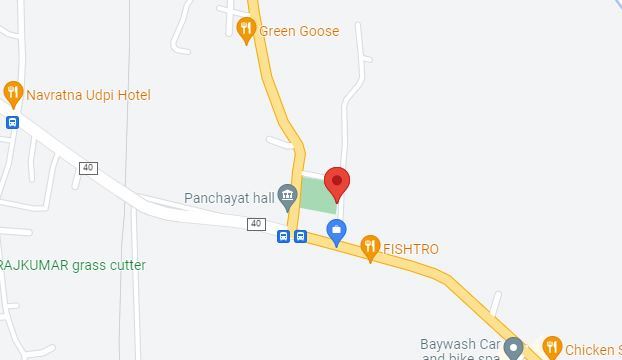 Green Goose
Navratna Udpi Hotel
40
Panchayat hall
40
FISHTRO
RAJKUMAR grass cutter
Baywash Car
and bike spa
Chicken S